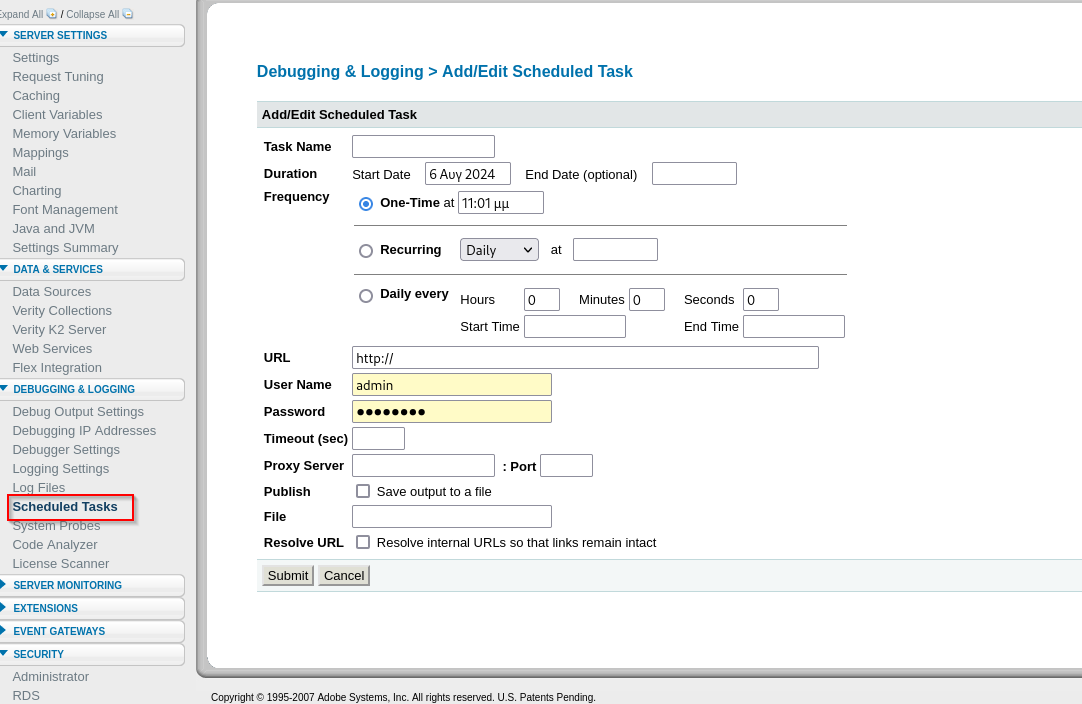 Expand All / Collapse All
SERVER SETTINGS
Settings
Request Tuning
Caching
Client Variables
Memory Variables
Mappings
Mail
Charting
Font Management
Java and JVM
Settings Summary
DATA & SERVICES
Data Sources
Verity Collections
Verity K2 Server
Web Services
Flex Integration
DEBUGGING & LOGGING
Debug Output Settings
Debugging IP Addresses
Debugger Settings
Logging Settings
Log Files
Scheduled Tasks
System Probes
Code Analyzer
License Scanner
SERVER MONITORING
EXTENSIONS
EVENT GATEWAYS
SECURITY
Administrator
RDS
Debugging & Logging > Add/Edit Scheduled Task
Add/Edit Scheduled Task
Task Name
Duration Start Date 6 Αυγ 2024 End Date (optional)
Frequency
One-Time at 11:01 μμ
Recurring Daily at
Daily every Hours 0 Minutes 0 Seconds 0
Start Time End Time
URL http://
User Name admin
Password ●●●●●●●●
Timeout (sec)
Proxy Server : Port
Publish Save output to a file
File
Resolve URL Resolve internal URLs so that links remain intact
Submit Cancel
Copyright © 1995-2007 Adobe Systems, Inc. All rights reserved. U.S. Patents Pending.